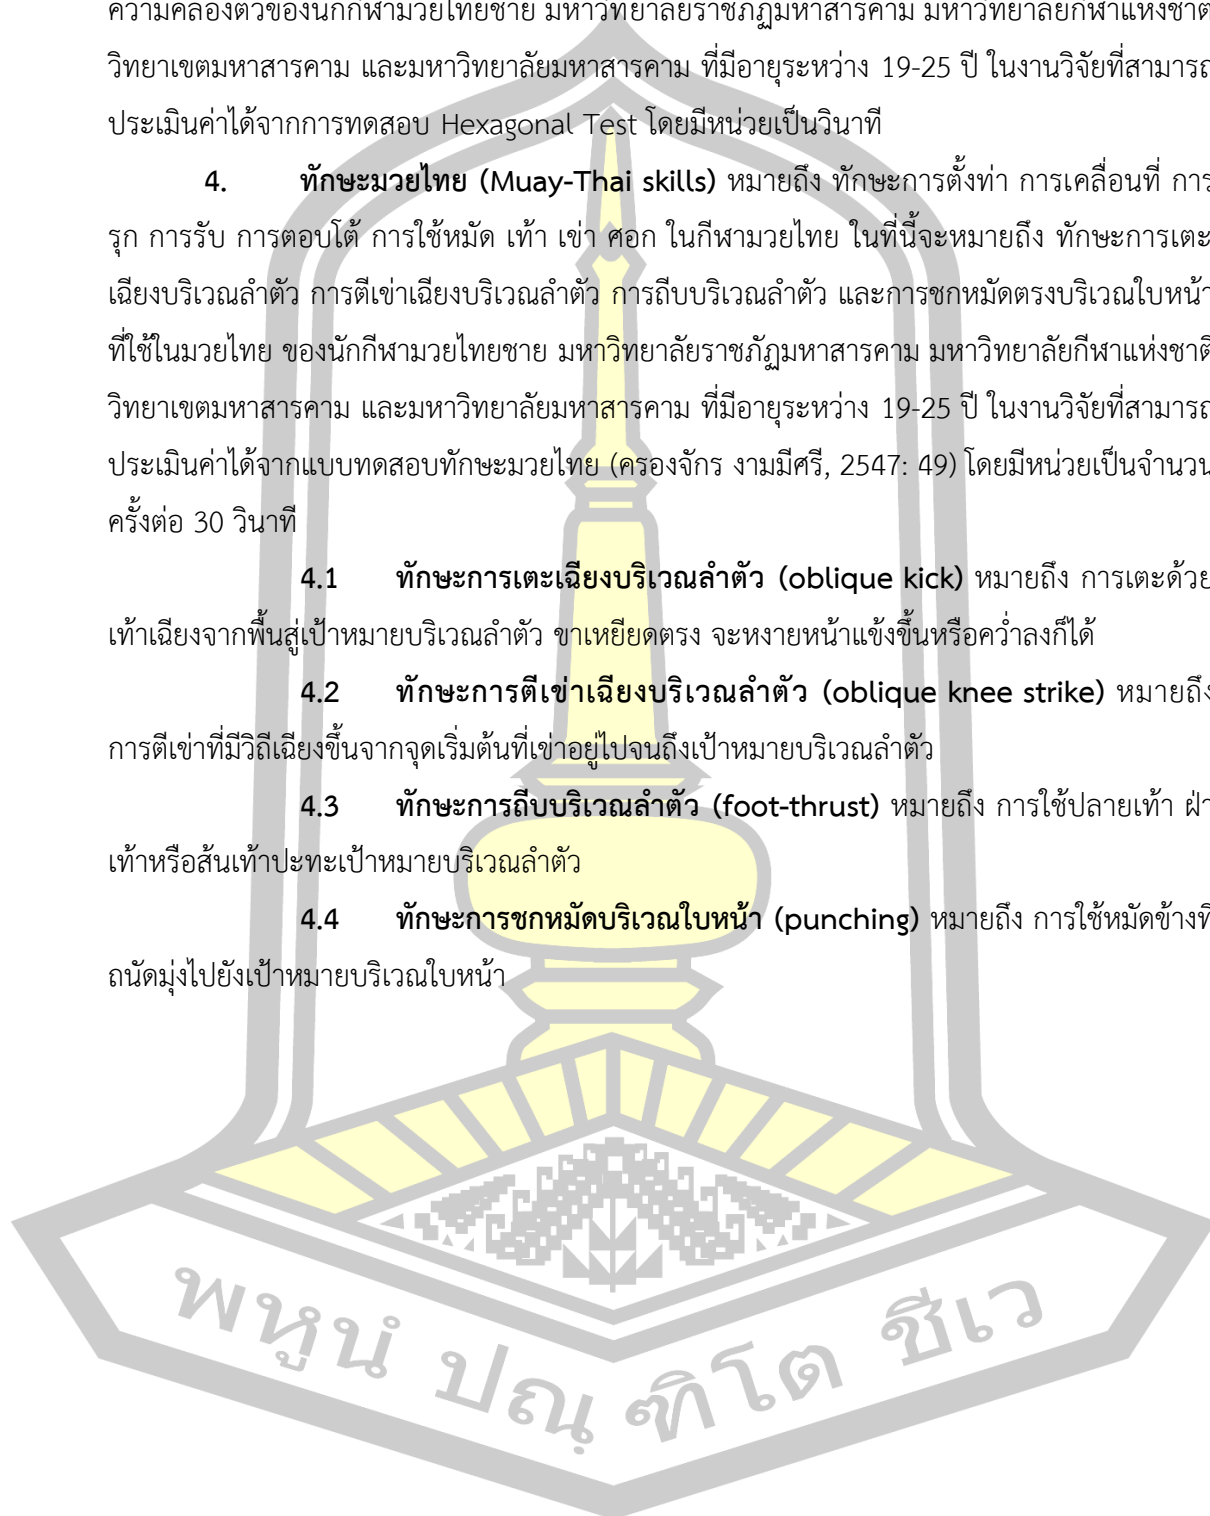 ความคล่องตัวของนักกีฬามวยไทยชาย มหาวิทยาลัยราชภัฏมหาสารคาม มหาวิทยาลัยกีฬาแห่งชาติ
วิทยาเขตมหาสารคาม และมหาวิทยาลัยมหาสารคาม ที่มีอายุระหว่าง 19-25 ปี ในงานวิจัยที่สามารถ
ประเมินค่าได้จากการทดสอบ Hexagonal Test โดยมีหน่วยเป็นวินาที
4. ทักษะมวยไทย (Muay-Thai skills) หมายถึง ทักษะการตั้งท่า การเคลื่อนที่ การ
รุก การรับ การตอบโต้ การใช้หมัด เท้า เข่า ศอก ในกีฬามวยไทย ในที่นี้จะหมายถึง ทักษะการเตะ
เฉียงบริเวณลำตัว การตีเข่าเฉียงบริเวณลำตัว การถีบบริเวณลำตัว และการชกหมัดตรงบริเวณใบหน้า
ที่ใช้ในมวยไทย ของนักกีฬามวยไทยชาย มหาวิทยาลัยราชภัฏมหาสารคาม มหาวิทยาลัยกีฬาแห่งชาติ
วิทยาเขตมหาสารคาม และมหาวิทยาลัยมหาสารคาม ที่มีอายุระหว่าง 19-25 ปี ในงานวิจัยที่สามารถ
ประเมินค่าได้จากแบบทดสอบทักษะมวยไทย (ครองจักร งามมีศรี, 2547: 49) โดยมีหน่วยเป็นจำนวน
ครั้งต่อ 30 วินาที
4.1 ทักษะการเตะเฉียงบริเวณลำตัว (oblique kick) หมายถึง การเตะด้วย
เท้าเฉียงจากพื้นสู่เป้าหมายบริเวณลำตัว ขาเหยียดตรง จะหงายหน้าแข้งขึ้นหรือคว่ำลงก็ได้
4.2 ทักษะการตีเข่าเฉียงบริเวณลำตัว (oblique knee strike) หมายถึง
การตีเข่าที่มีวิถีเฉียงขึ้นจากจุดเริ่มต้นที่เข่าอยู่ไปจนถึงเป้าหมายบริเวณลำตัว
4.3 ทักษะการถีบบริเวณลำตัว (foot-thrust) หมายถึง การใช้ปลายเท้า ฝ่า
เท้าหรือส้นเท้าปะทะเป้าหมายบริเวณลำตัว
4.4 ทักษะการชกหมัดบริเวณใบหน้า (punching) หมายถึง การใช้หมัดข้างที่
ถนัดมุ่งไปยังเป้าหมายบริเวณใบหน้า
พหูนํ ปณฺฑิโต ชีเว